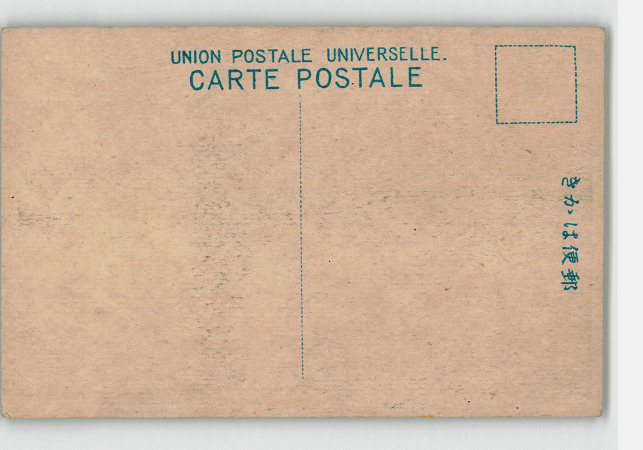 UNION POSTALE UNIVERSELLE.
CARTE POSTALE
きかは便郵